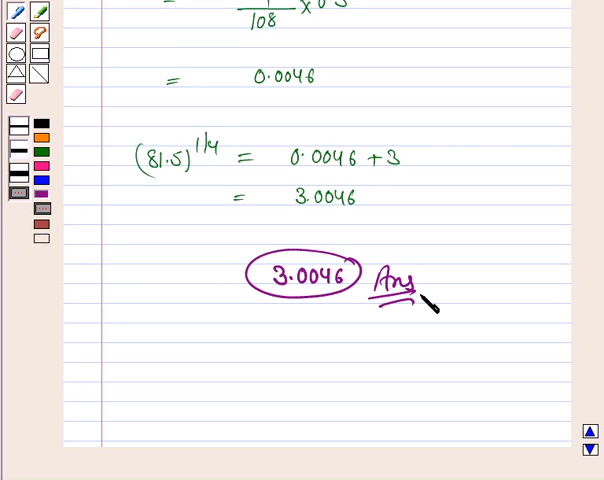 = 1/108 × 0.5
= 0.0046
(81.5)^1/4 = 0.0046 + 3
= 3.0046
3.0046 Ans